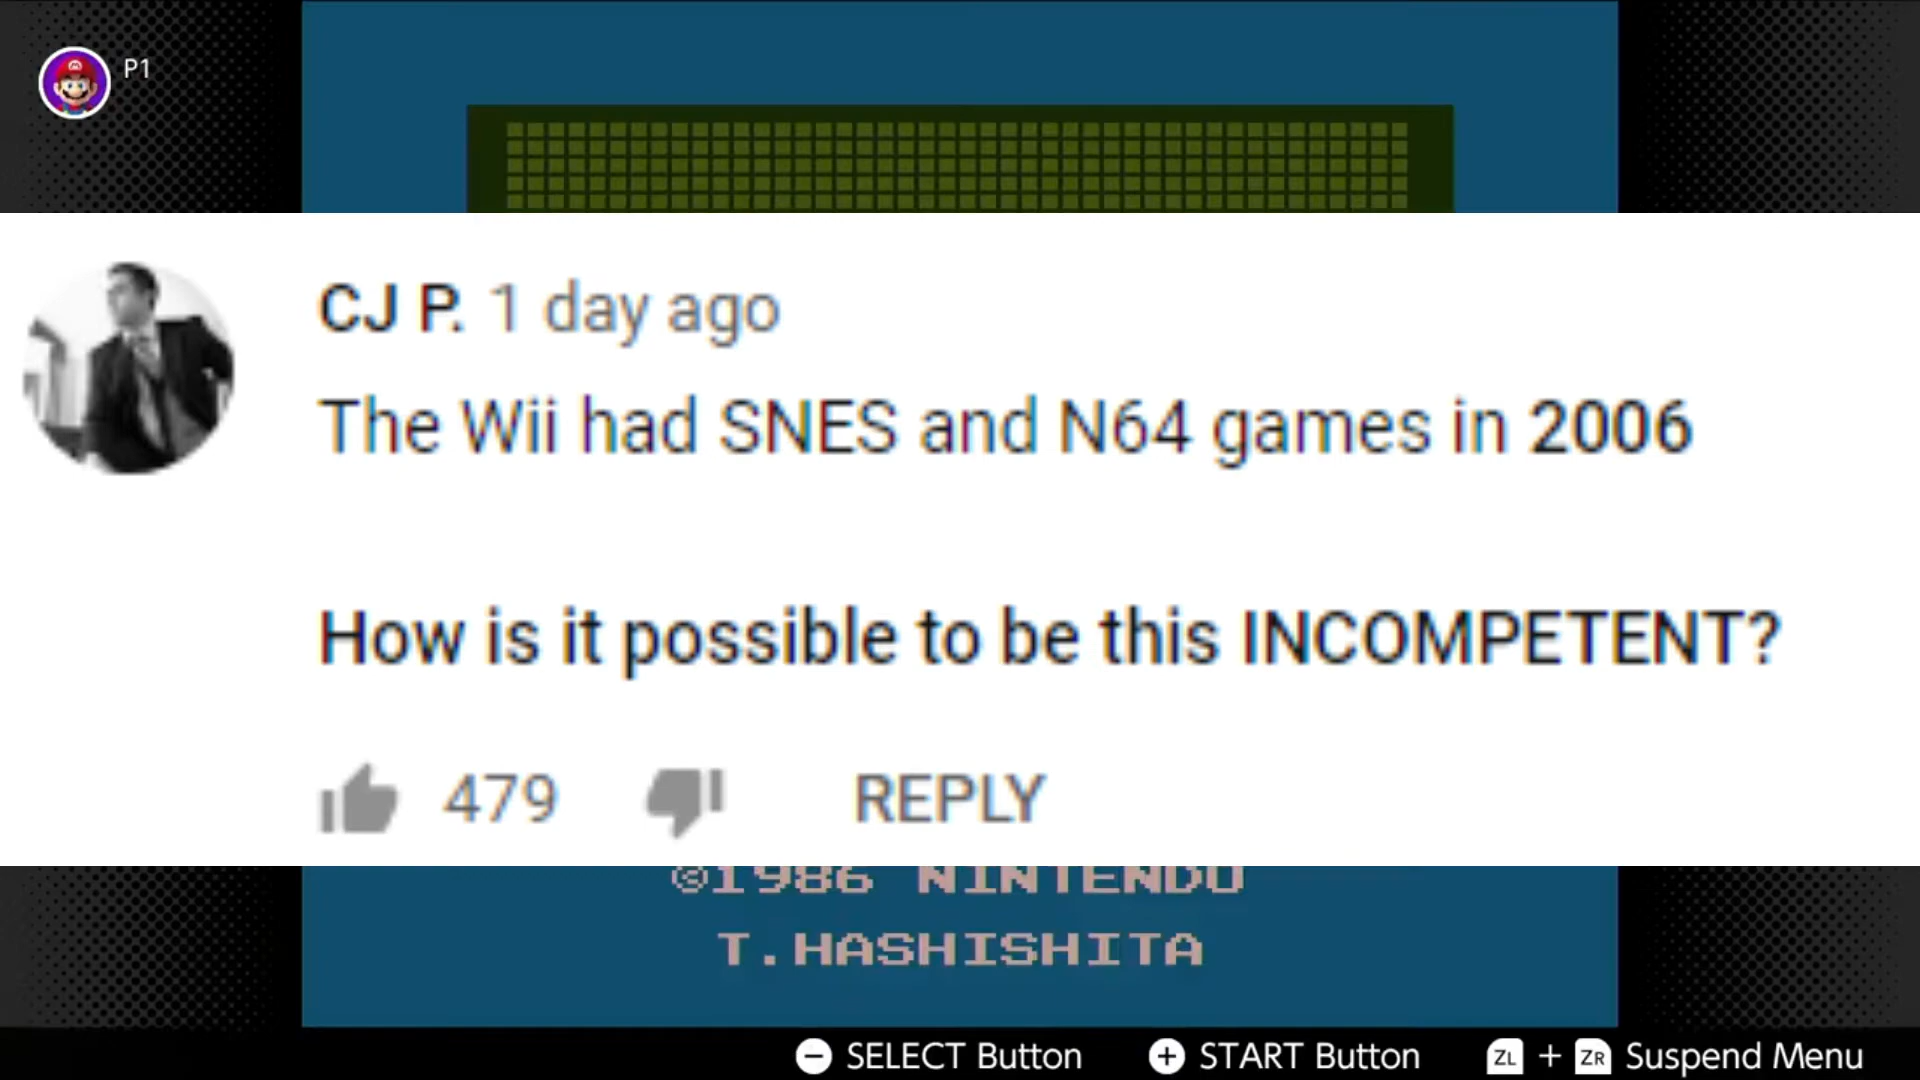 P1
CJ P. 1 day ago
The Wii had SNES and N64 games in 2006
How is it possible to be this INCOMPETENT?
479 REPLY
©1986 NINTENDO
T.HASHISHITA
SELECT Button START Button ZL + ZR Suspend Menu